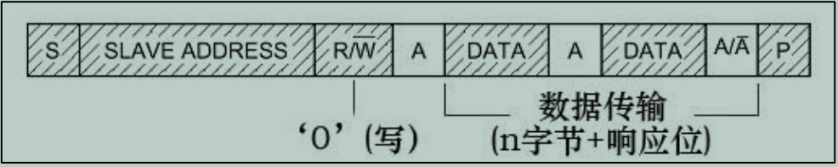 S SLAVE ADDRESS R/W̅ A DATA A DATA A/A̅ P
‘0’(写) 数据传输
(n字节+响应位)